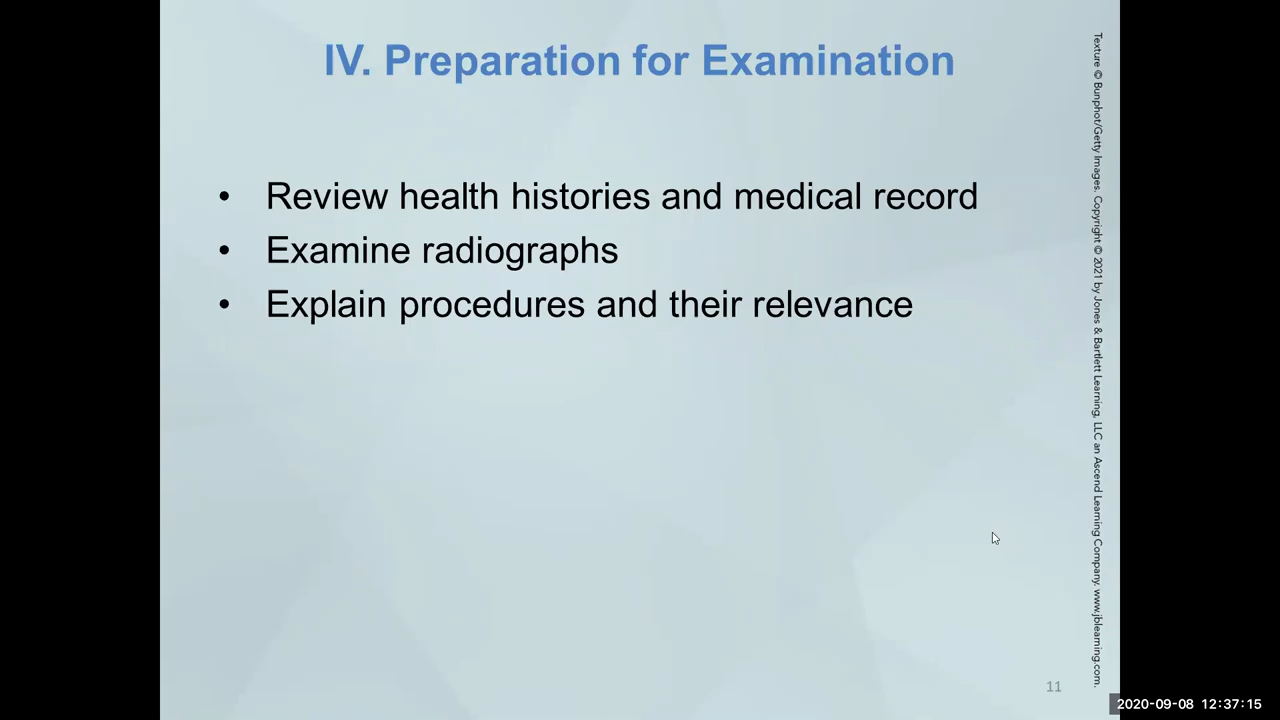 IV. Preparation for Examination
• Review health histories and medical record
• Examine radiographs
• Explain procedures and their relevance
Texture © Bunphot/Getty Images. Copyright © 2021 by Jones & Bartlett Learning, LLC an Ascend Learning Company. www.jblearning.com.
11
2020-09-08 12:37:15